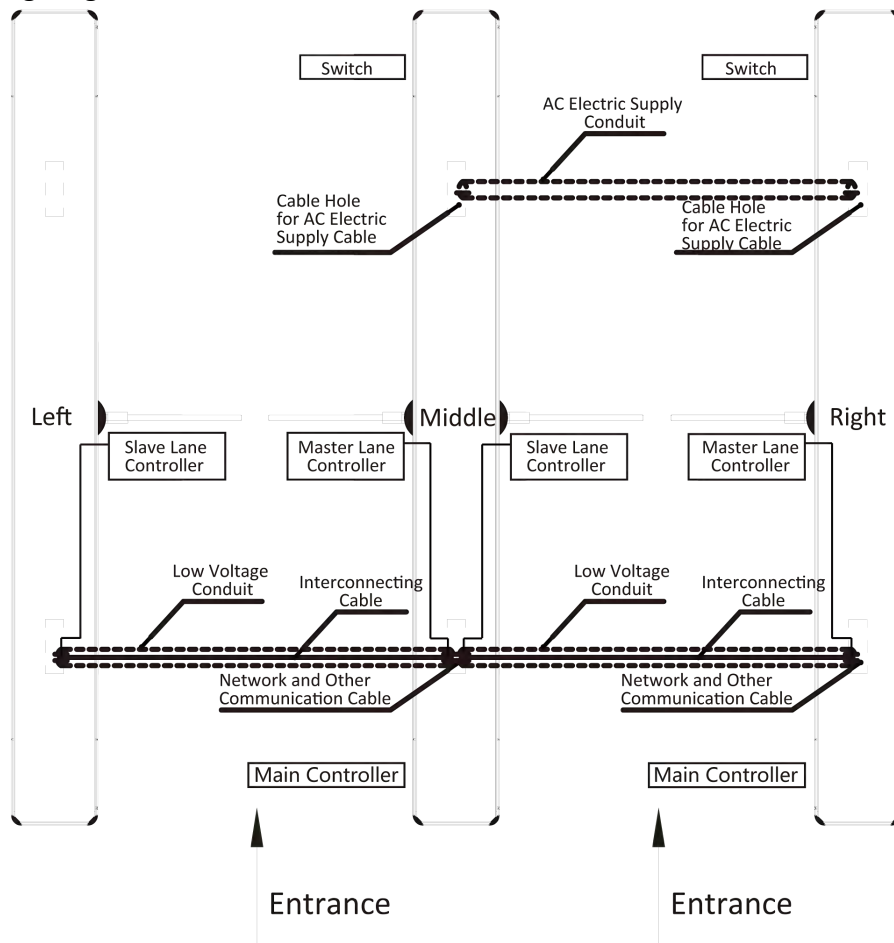 Switch
Switch
AC Electric Supply
Conduit
Cable Hole
for AC Electric
Supply Cable
Cable Hole
for AC Electric
Supply Cable
Left
Middle
Right
Slave Lane
Controller
Master Lane
Controller
Slave Lane
Controller
Master Lane
Controller
Low Voltage
Conduit
Interconnecting
Cable
Low Voltage
Conduit
Interconnecting
Cable
Network and Other
Communication Cable
Network and Other
Communication Cable
Main Controller
Main Controller
Entrance
Entrance